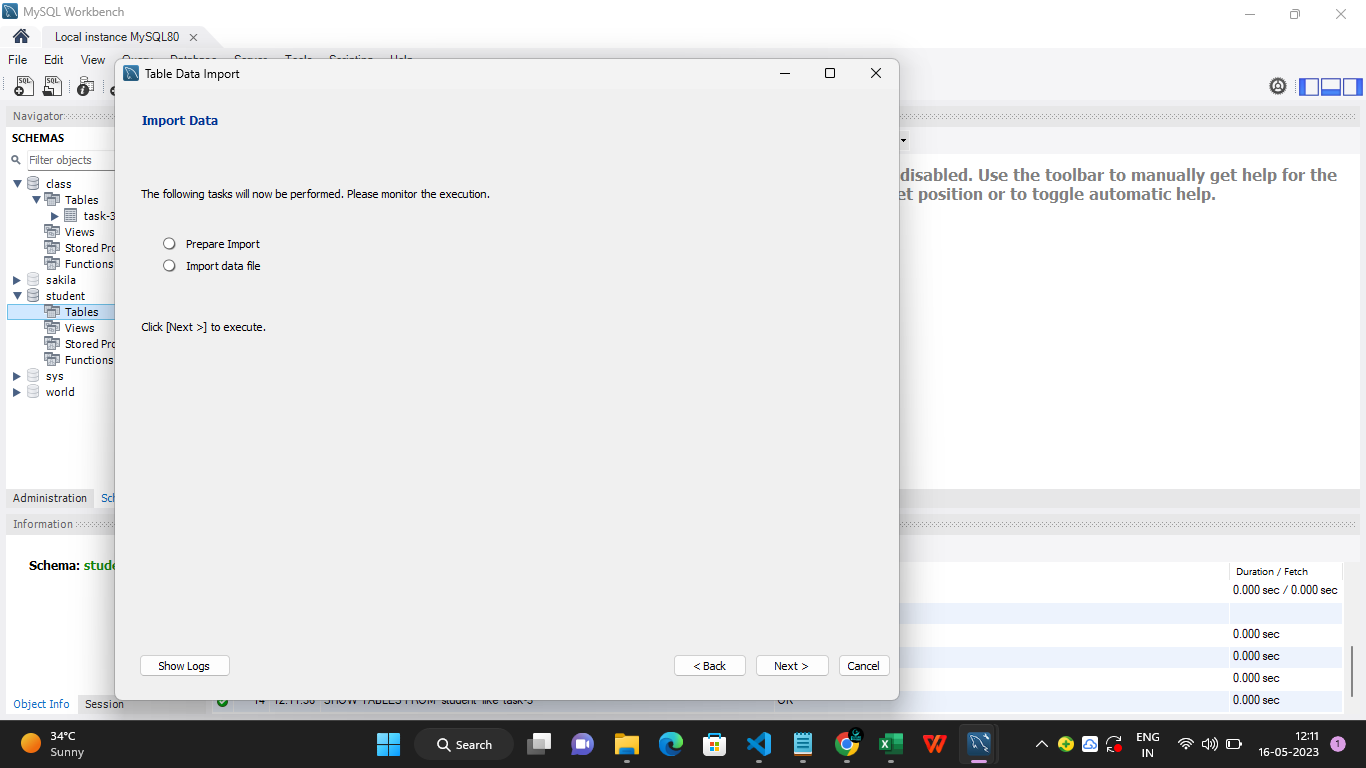 MySQL Workbench
Local instance MySQL80
File Edit View Query Database Server Tools Scripting Help
Table Data Import
Navigator
SCHEMAS
Filter objects
class
Tables
task-3
Views
Stored Pro
Functions
sakila
student
Tables
Views
Stored Pro
Functions
sys
world
Administration
Sch
Information
Schema: stude
Object Info
Session
Import Data
The following tasks will now be performed. Please monitor the execution.
Prepare Import
Import data file
Click [Next >] to execute.
Show Logs
< Back
Next >
Cancel
disabled. Use the toolbar to manually get help for the
et position or to toggle automatic help.
Duration / Fetch
0.000 sec / 0.000 sec
0.000 sec
0.000 sec
0.000 sec
0.000 sec
14 12:11:36 SHOW TABLES FROM `student` like 'task-3' OK
34°C
Sunny
Search
ENG
IN
12:11
16-05-2023
1